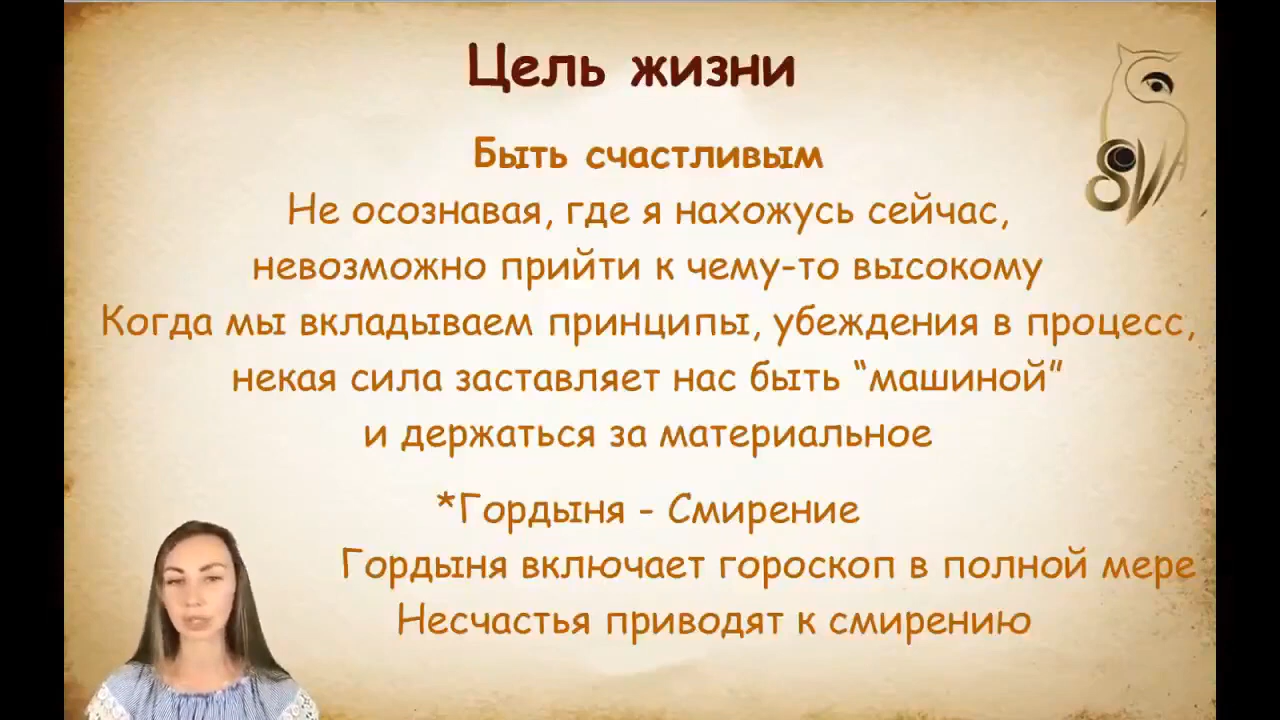 Цель жизни
SVA
Быть счастливым
Не осознавая, где я нахожусь сейчас,
невозможно прийти к чему-то высокому
Когда мы вкладываем принципы, убеждения в процесс,
некая сила заставляет нас быть “машиной”
и держаться за материальное
*Гордыня - Смирение
Гордыня включает гороскоп в полной мере
Несчастья приводят к смирению